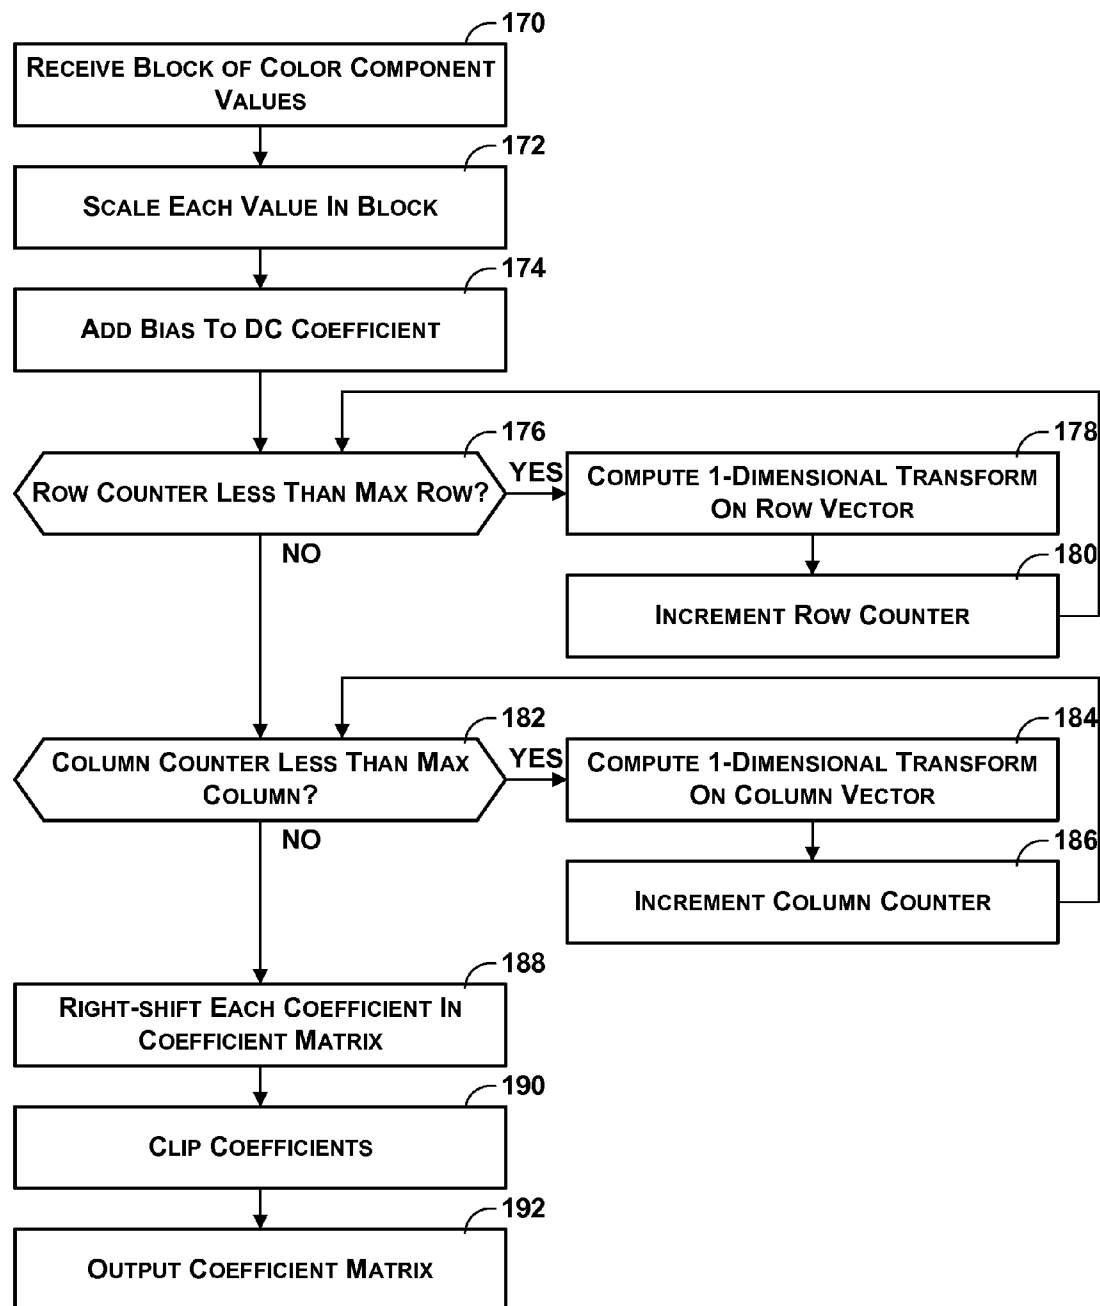 170
RECEIVE BLOCK OF COLOR COMPONENT
VALUES
172
SCALE EACH VALUE IN BLOCK
174
ADD BIAS TO DC COEFFICIENT
176
ROW COUNTER LESS THAN MAX ROW?
YES
178
COMPUTE 1-DIMENSIONAL TRANSFORM
ON ROW VECTOR
NO
180
INCREMENT ROW COUNTER
182
COLUMN COUNTER LESS THAN MAX
COLUMN?
YES
184
COMPUTE 1-DIMENSIONAL TRANSFORM
ON COLUMN VECTOR
NO
186
INCREMENT COLUMN COUNTER
188
RIGHT-SHIFT EACH COEFFICIENT IN
COEFFICIENT MATRIX
190
CLIP COEFFICIENTS
192
OUTPUT COEFFICIENT MATRIX